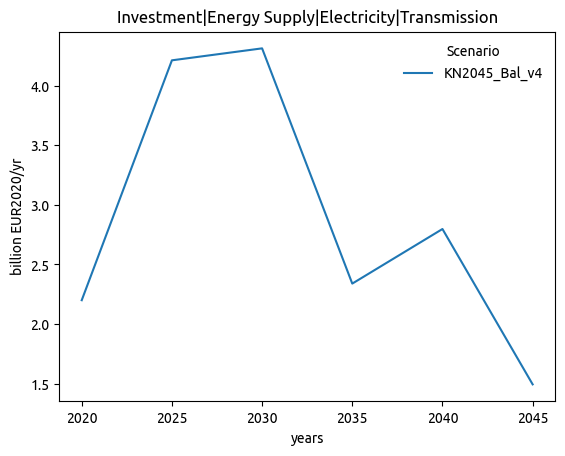 Investment|Energy Supply|Electricity|Transmission
Scenario
KN2045_Bal_v4
billion EUR2020/yr
4.0
3.5
3.0
2.5
2.0
1.5
2020 2025 2030 2035 2040 2045
years